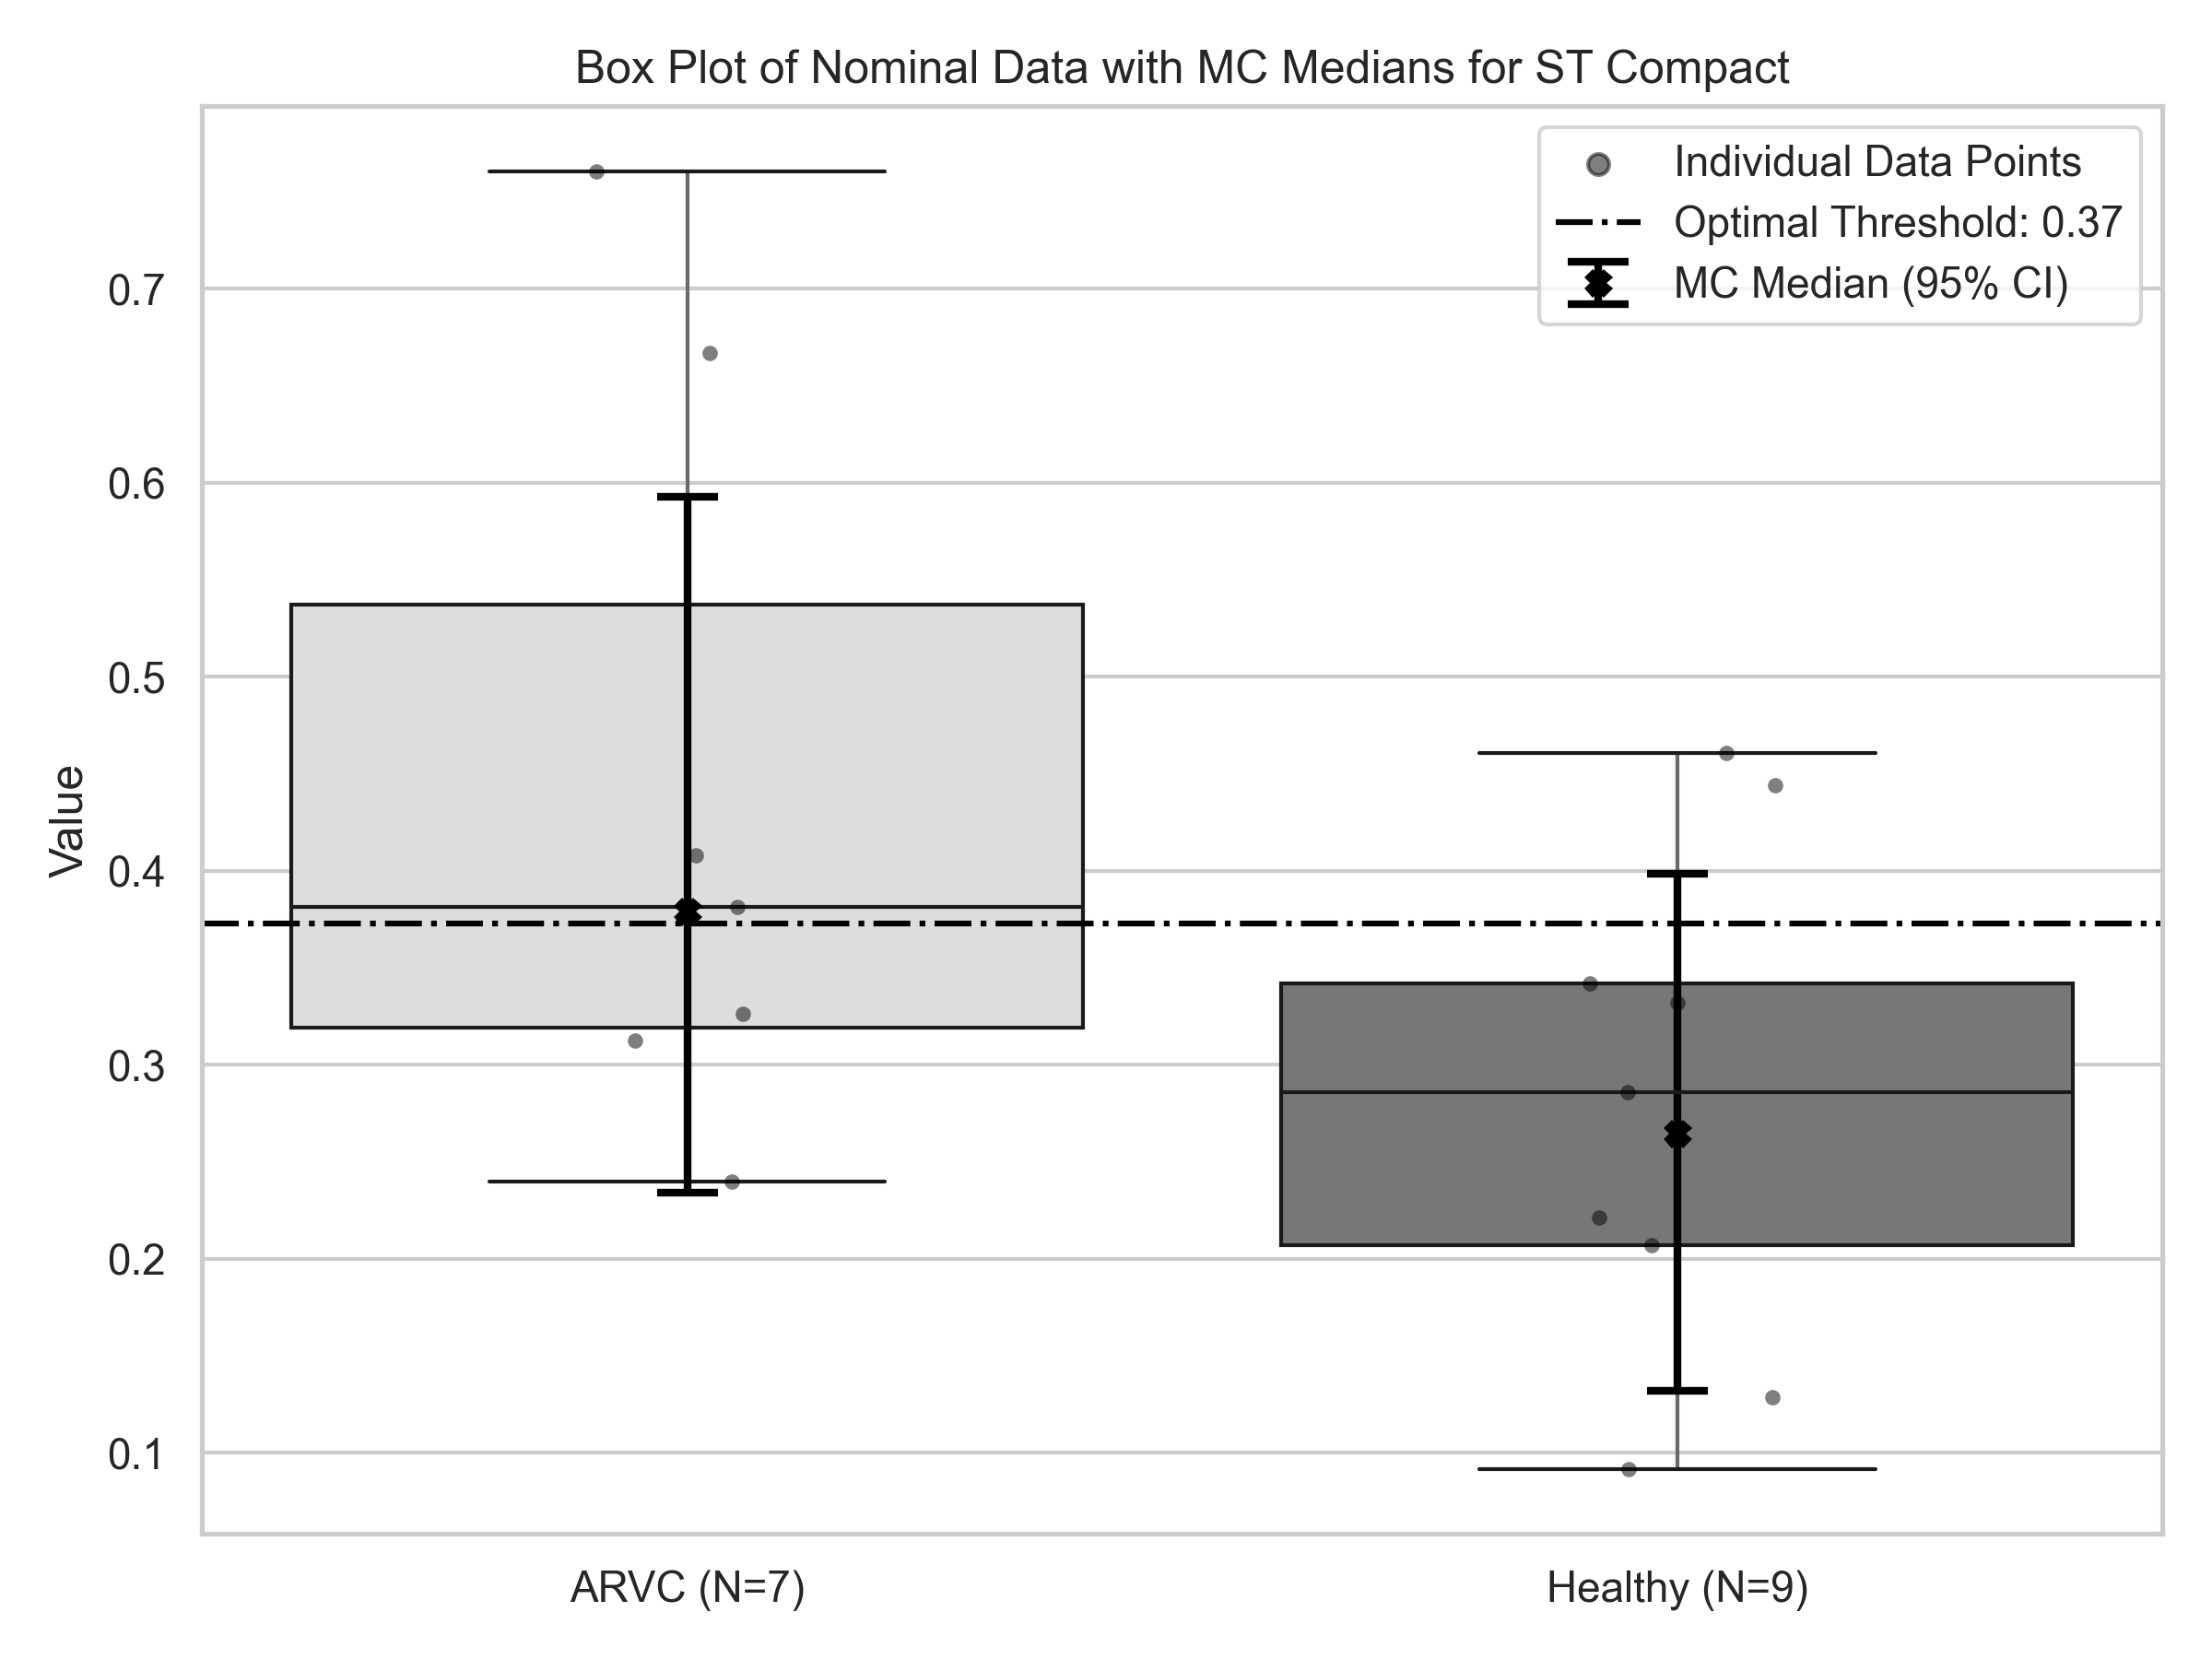 Box Plot of Nominal Data with MC Medians for ST Compact
Individual Data Points
Optimal Threshold: 0.37
MC Median (95% CI)
Value
0.7
0.6
0.5
0.4
0.3
0.2
0.1
ARVC (N=7)
Healthy (N=9)